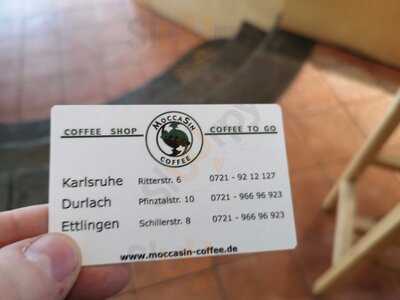 COFFEE SHOP MOCCASIN COFFEE COFFEE TO GO
Karlsruhe Ritterstr. 6 0721 - 92 12 127
Durlach Pfinztalstr. 10 0721 - 966 96 923
Ettlingen Schillerstr. 8 0721 - 966 96 923
www.moccasin-coffee.de